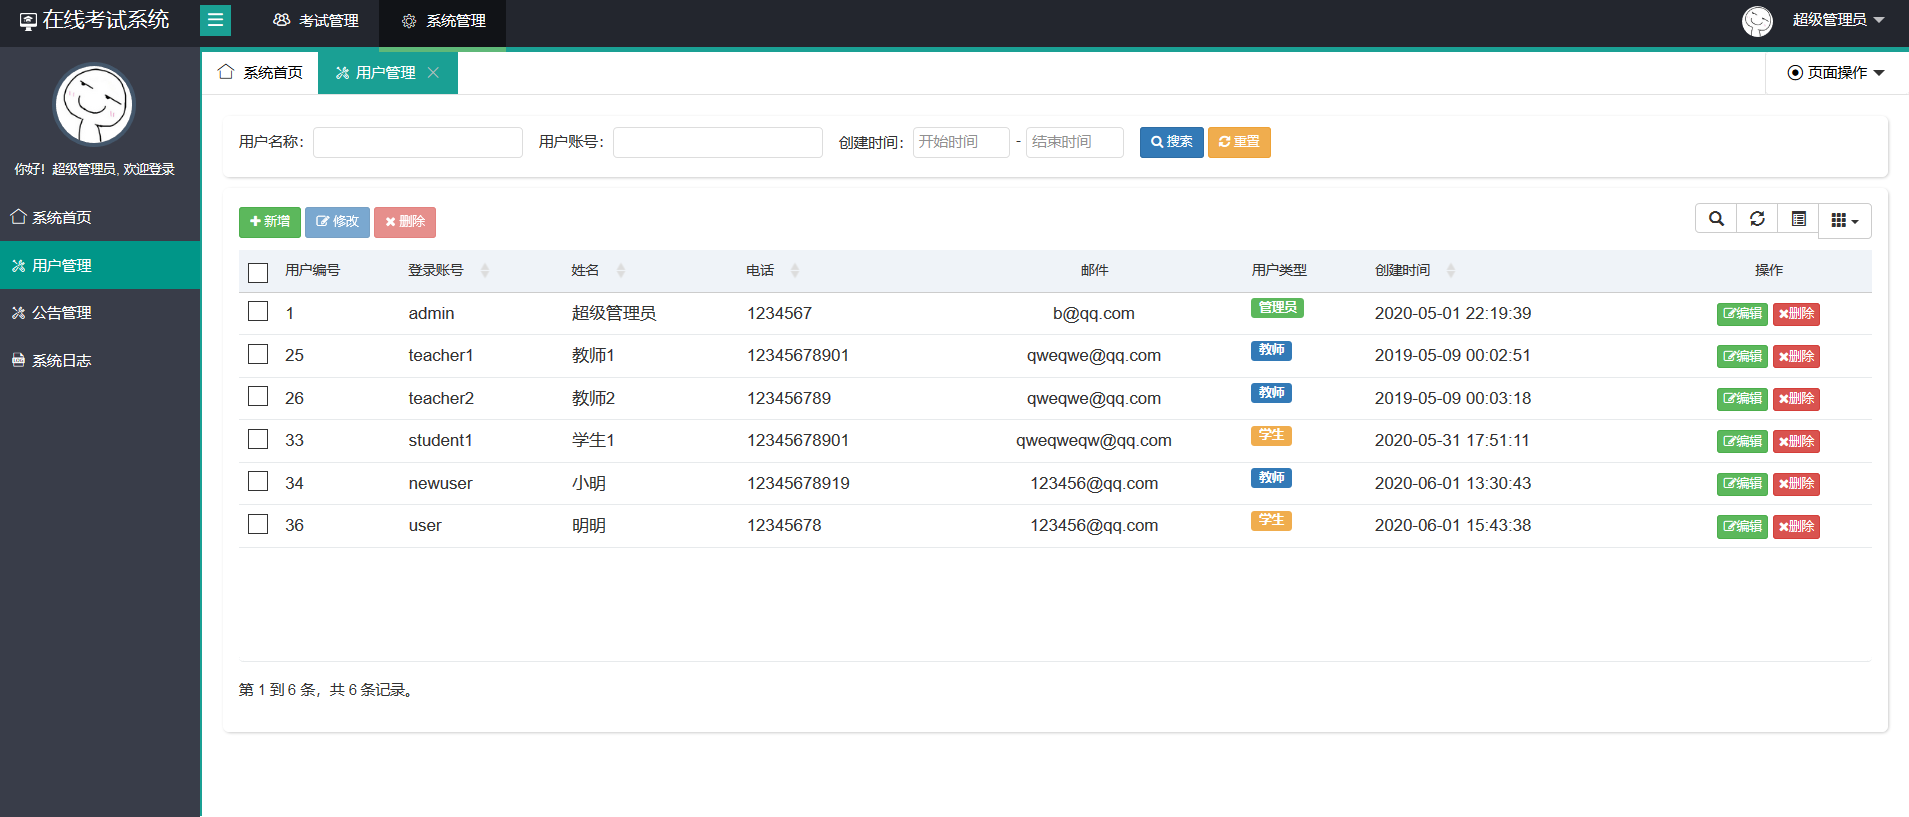 在线考试系统 考试管理 系统管理 超级管理员
系统首页 用户管理 页面操作
你好！超级管理员, 欢迎登录
系统首页
用户管理
公告管理
系统日志
用户名称： 用户账号： 创建时间： 开始时间 - 结束时间 搜索 重置
新增 修改 删除
用户编号 登录账号 姓名 电话 邮件 用户类型 创建时间 操作
1 admin 超级管理员 1234567 b@qq.com 管理员 2020-05-01 22:19:39 编辑 删除
25 teacher1 教师1 12345678901 qweqwe@qq.com 教师 2019-05-09 00:02:51 编辑 删除
26 teacher2 教师2 123456789 qweqwe@qq.com 教师 2019-05-09 00:03:18 编辑 删除
33 student1 学生1 12345678901 qweqweqw@qq.com 学生 2020-05-31 17:51:11 编辑 删除
34 newuser 小明 12345678919 123456@qq.com 教师 2020-06-01 13:30:43 编辑 删除
36 user 明明 12345678 123456@qq.com 学生 2020-06-01 15:43:38 编辑 删除
第 1 到 6 条，共 6 条记录。